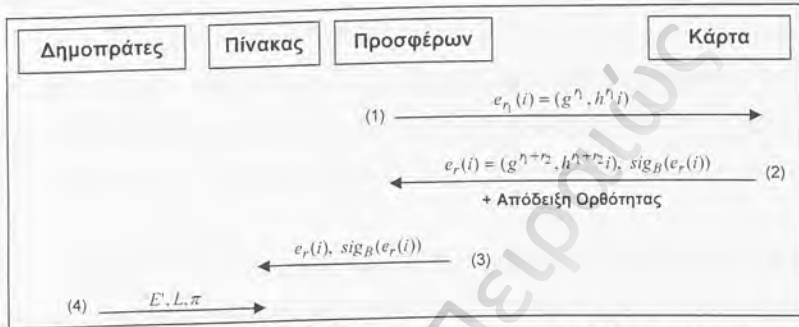 Δημοπράτες Πίνακας Προσφέρων Κάρτα
(1) e_{r_1}(i) = (g^{r_1}, h^{r_1} i)
e_r(i) = (g^{r_1+r_2}, h^{r_1+r_2} i), sig_B(e_r(i)) (2)
+ Απόδειξη Ορθότητας
e_r(i), sig_B(e_r(i)) (3)
(4) E', L, π
Πειραιώς